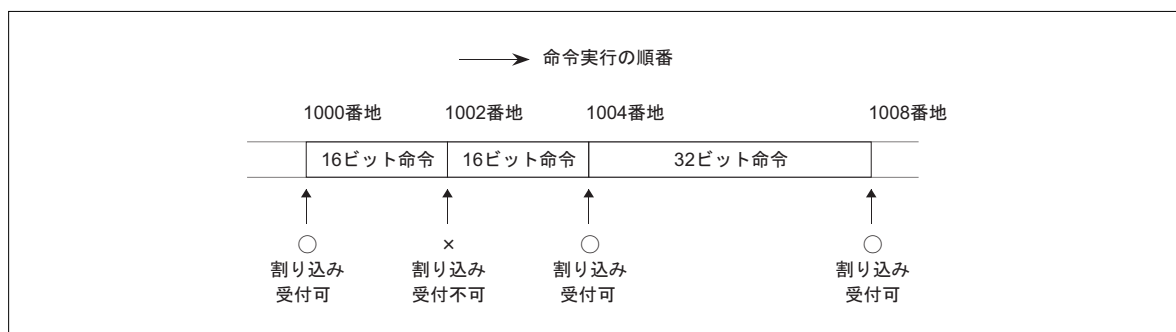 命令実行の順番
1000番地 1002番地 1004番地 1008番地
16ビット命令 16ビット命令 32ビット命令
○ × ○ ○
割り込み 割り込み 割り込み 割り込み
受付可 受付不可 受付可 受付可